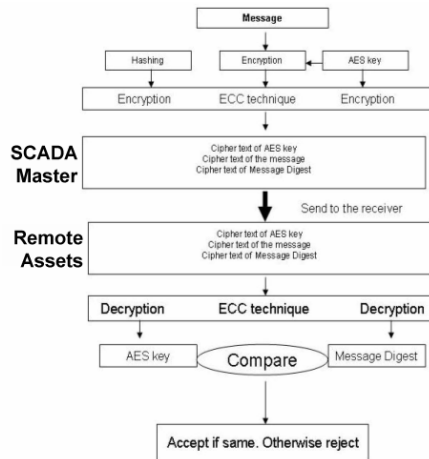 Message
Hashing
Encryption
AES key
Encryption ECC technique Encryption
SCADA
Master
Cipher text of AES key
Cipher text of the message
Cipher text of Message Digest
Send to the receiver
Remote
Assets
Cipher text of AES key
Cipher text of the message
Cipher text of Message Digest
Decryption ECC technique Decryption
AES key
Compare
Message Digest
Accept if same. Otherwise reject